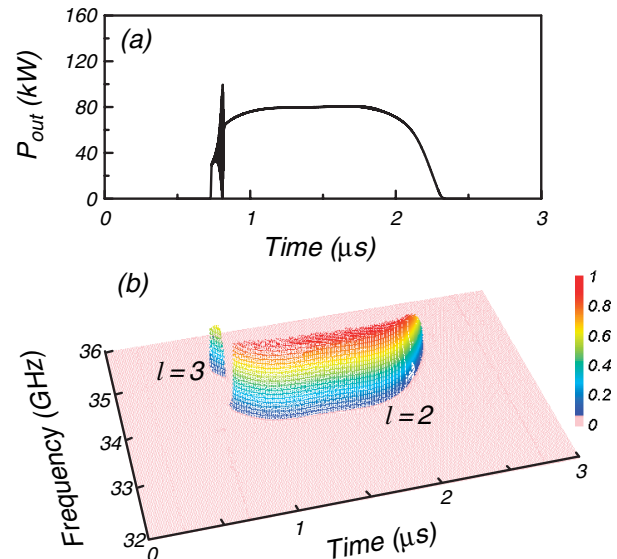 (a)
160
120
80
40
0
P_out (kW)
0 1 2 3
Time (μs)
(b)
1
0.8
0.6
0.4
0.2
0
l = 3
l = 2
36
35
34
33
32
Frequency (GHz)
0 1 2 3
Time (μs)